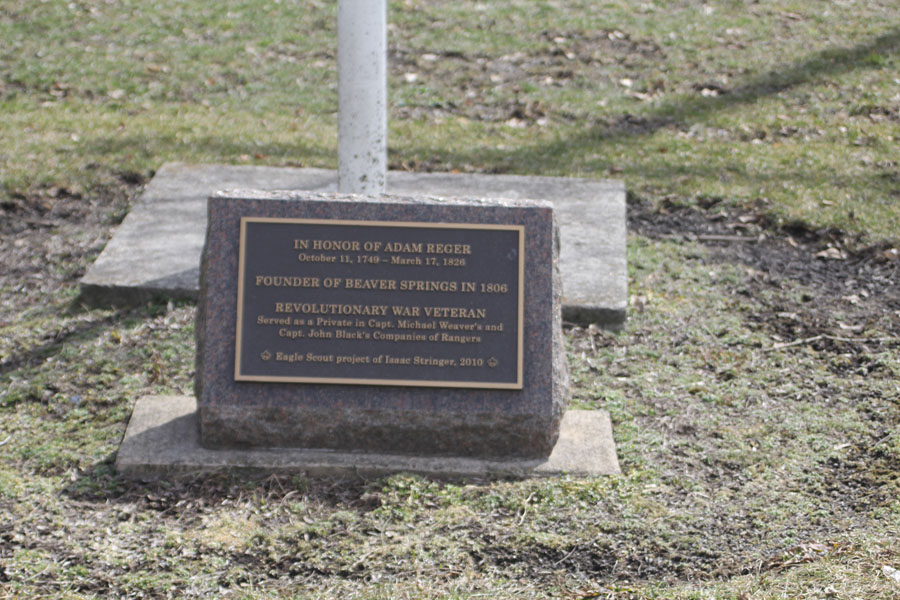 IN HONOR OF ADAM REGER
October 11, 1749 – March 17, 1826
FOUNDER OF BEAVER SPRINGS IN 1806
REVOLUTIONARY WAR VETERAN
Served as a Private in Capt. Michael Weaver's and
Capt. John Black's Companies of Rangers
Eagle Scout project of Isaac Stringer, 2010